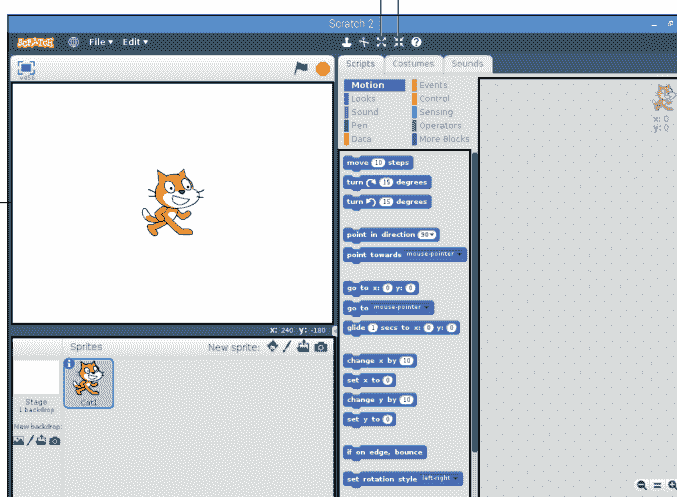 Scratch 2
SCRATCH File Edit
v456
Scripts Costumes Sounds
Motion Events
Looks Control
Sound Sensing
Pen Operators
Data More Blocks
x: 0
y: 0
move 10 steps
turn 15 degrees
turn 15 degrees
point in direction 90
point towards mouse-pointer
go to x: 0 y: 0
go to mouse-pointer
glide 1 secs to x: 0 y: 0
change x by 10
set x to 0
change y by 10
set y to 0
if on edge, bounce
set rotation style left-right
x: 240 y: -180
Sprites New sprite:
Stage
1 backdrop
New backdrop:
Cat1